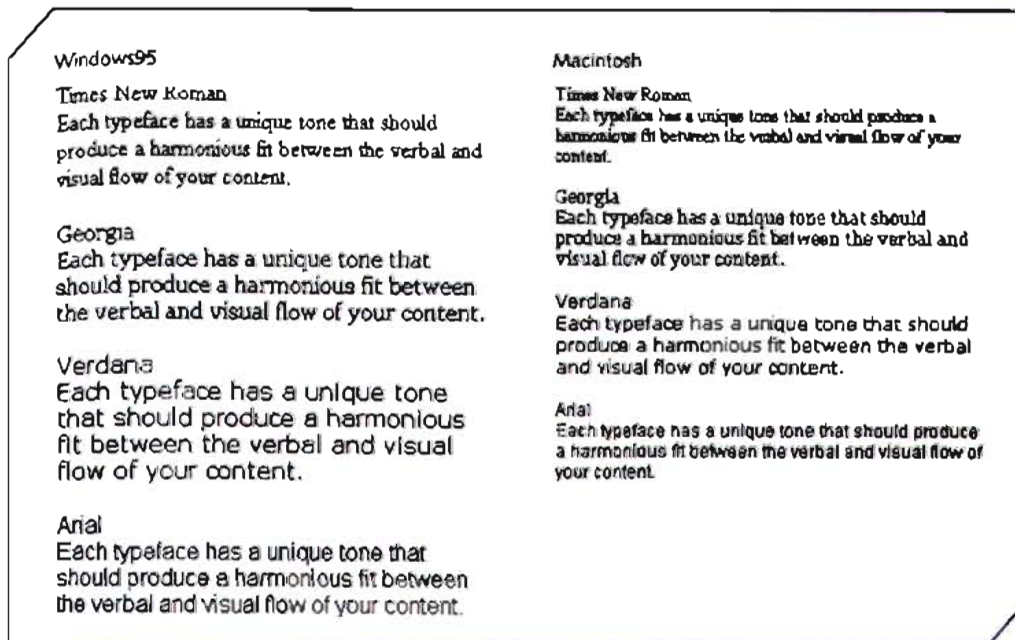 Windows95
Times New Roman
Each typeface has a unique tone that should
produce a harmonious fit between the verbal and
visual flow of your content.
Georgia
Each typeface has a unique tone that
should produce a harmonious fit between
the verbal and visual flow of your content.
Verdana
Each typeface has a unique tone
that should produce a harmonious
fit between the verbal and visual
flow of your content.
Arial
Each typeface has a unique tone that
should produce a harmonious fit between
the verbal and visual flow of your content.
Macintosh
Times New Roman
Each typeface has a unique tone that should produce a
harmonious fit between the verbal and visual flow of your
content.
Georgia
Each typeface has a unique tone that should
produce a harmonious fit between the verbal and
visual flow of your content.
Verdana
Each typeface has a unique tone that should
produce a harmonious fit between the verbal
and visual flow of your content.
Arial
Each typeface has a unique tone that should produce
a harmonious fit between the verbal and visual flow of
your content.